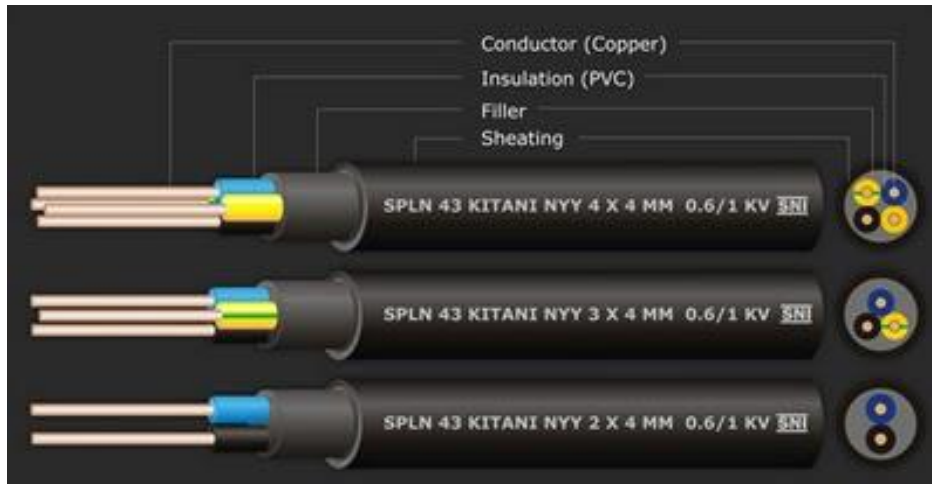 Conductor (Copper)
Insulation (PVC)
Filler
Sheating
SPLN 43 KITANI NYY 4 X 4 MM 0.6/1 KV SNI
SPLN 43 KITANI NYY 3 X 4 MM 0.6/1 KV SNI
SPLN 43 KITANI NYY 2 X 4 MM 0.6/1 KV SNI